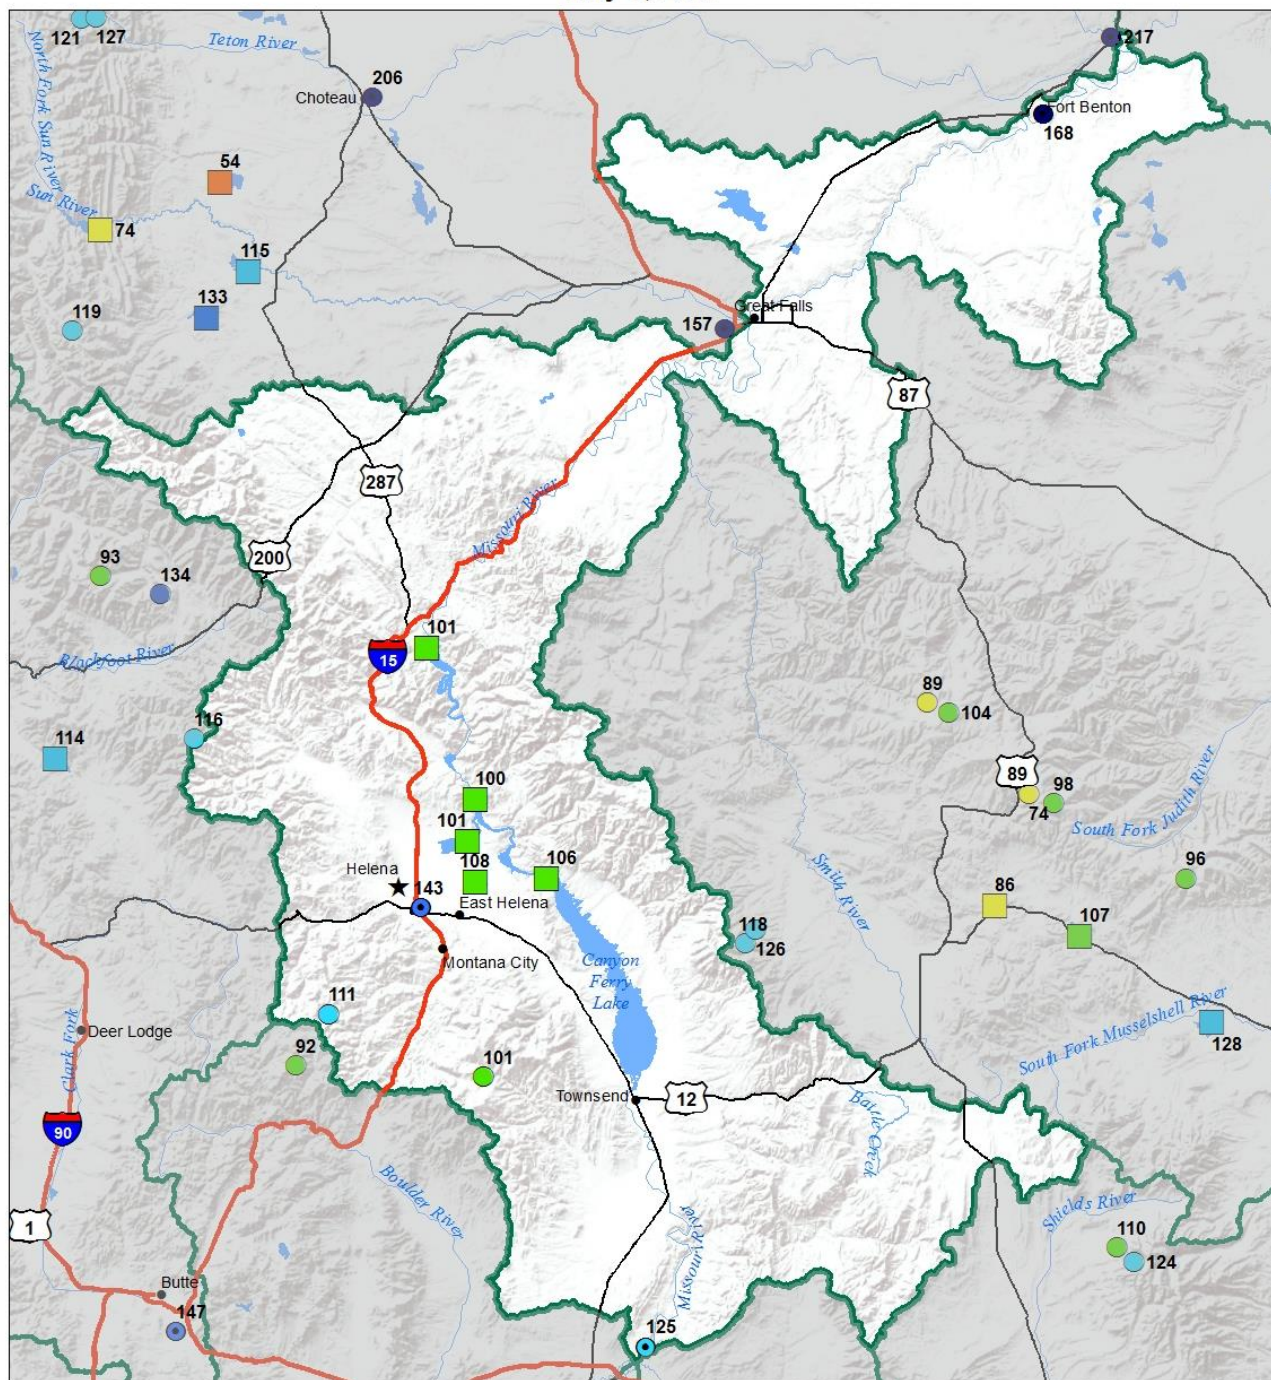 121
127
Teton River
North Fork Sun River
206
Choteau
217
Fort Benton
168
54
Sun River
74
115
133
119
Great Falls
157
87
287
Missouri River
200
93
134
Blackfoot River
101
15
89
104
116
114
89
74
98
South Fork Judith River
100
101
108
106
Helena
143
East Helena
Smith River
96
86
107
118
126
Montana City
Canyon
Ferry
Lake
111
Deer Lodge
Clark Fork
92
101
South Fork Musselshell River
128
Townsend
12
Battle Creek
90
Boulder River
Missouri River
Shields River
1
110
124
Butte
147
125